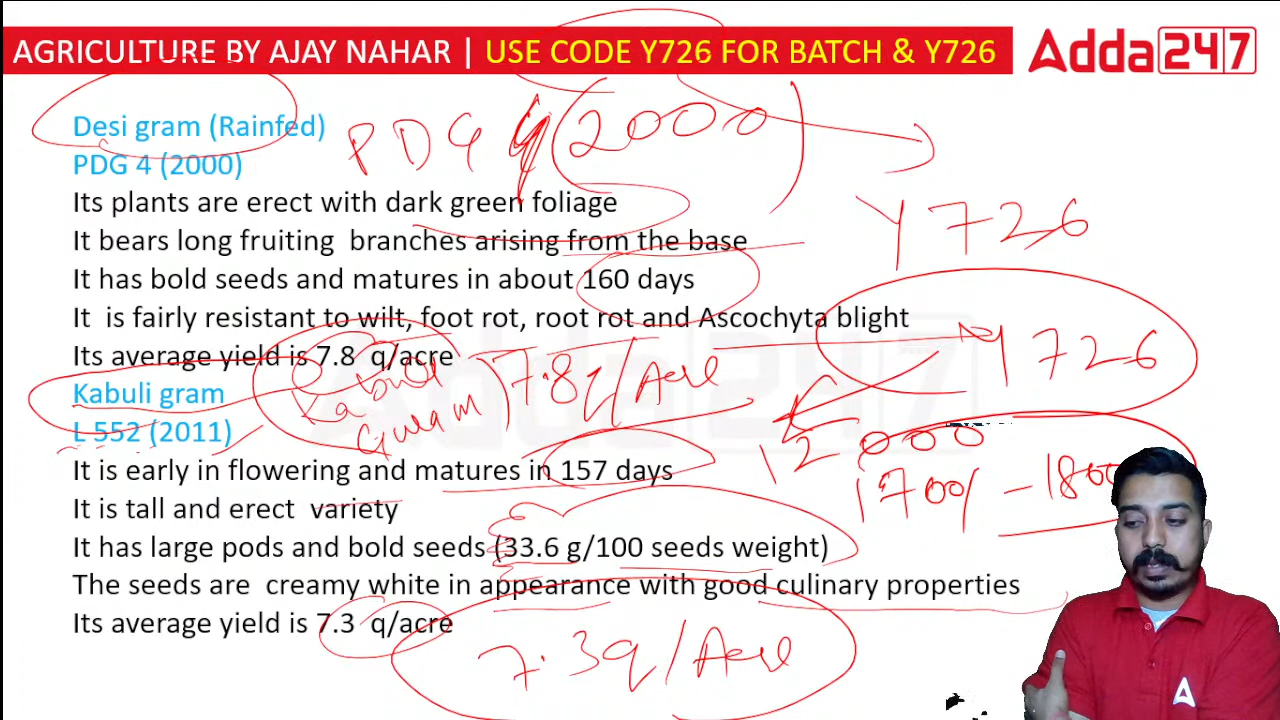 AGRICULTURE BY AJAY NAHAR | USE CODE Y726 FOR BATCH & Y726
Adda247
Desi gram (Rainfed)
PDG 4 (2000)
PDG 4 (2000)
Its plants are erect with dark green foliage
Y726
It bears long fruiting branches arising from the base
It has bold seeds and matures in about 160 days
It is fairly resistant to wilt, foot rot, root rot and Ascochyta blight
Its average yield is 7.8 q/acre
7.8q/Acre
Y726
Kabuli gram
Kabuli
Gram
L 552 (2011)
12000
It is early in flowering and matures in 157 days
1700/ - 1800
It is tall and erect variety
It has large pods and bold seeds (33.6 g/100 seeds weight)
The seeds are creamy white in appearance with good culinary properties
Its average yield is 7.3 q/acre
7.3q/Acre